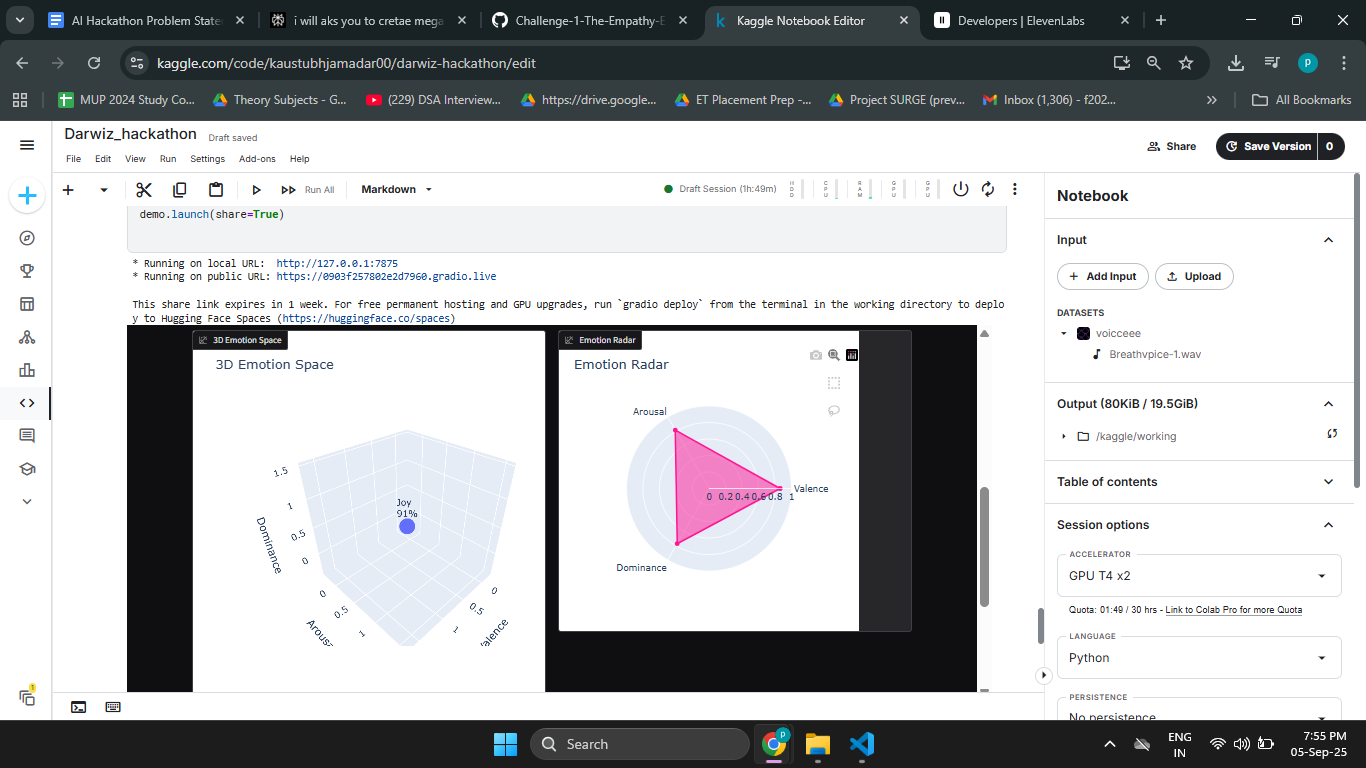 AI Hackathon Problem State
i will aks you to cretae mega
Challenge-1-The-Empathy-E
Kaggle Notebook Editor
Developers | ElevenLabs
kaggle.com/code/kaustubhjamadar00/darwiz-hackathon/edit
p
MUP 2024 Study Co...
Theory Subjects - G...
(229) DSA Interview...
https://drive.google...
ET Placement Prep -...
Project SURGE (prev...
Inbox (1,306) - f202...
All Bookmarks
Darwiz_hackathon
Draft saved
File
Edit
View
Run
Settings
Add-ons
Help
Share
Save Version
0
Run All
Markdown
Draft Session (1h:49m)
HDD
CPU
RAM
GPU
GPU
demo.launch(share=True)
* Running on local URL:  http://127.0.0.1:7875
* Running on public URL: https://0903f257802e2d7960.gradio.live
This share link expires in 1 week. For free permanent hosting and GPU upgrades, run `gradio deploy` from the terminal in the working directory to deplo
y to Hugging Face Spaces (https://huggingface.co/spaces)
3D Emotion Space
3D Emotion Space
Joy
91%
1.5
1
0.5
0
Dominance
0
0.5
1
Arous
0
0.5
1
alence
Emotion Radar
Emotion Radar
Arousal
Valence
0 0.2 0.4 0.6 0.8 1
Dominance
Notebook
Input
Add Input
Upload
DATASETS
voicceee
Breathvpice-1.wav
Output (80KiB / 19.5GiB)
/kaggle/working
Table of contents
Session options
ACCELERATOR
GPU T4 x2
Quota: 01:49 / 30 hrs - Link to Colab Pro for more Quota
LANGUAGE
Python
PERSISTENCE
No persistence
1
Search
p
ENG
IN
7:55 PM
05-Sep-25